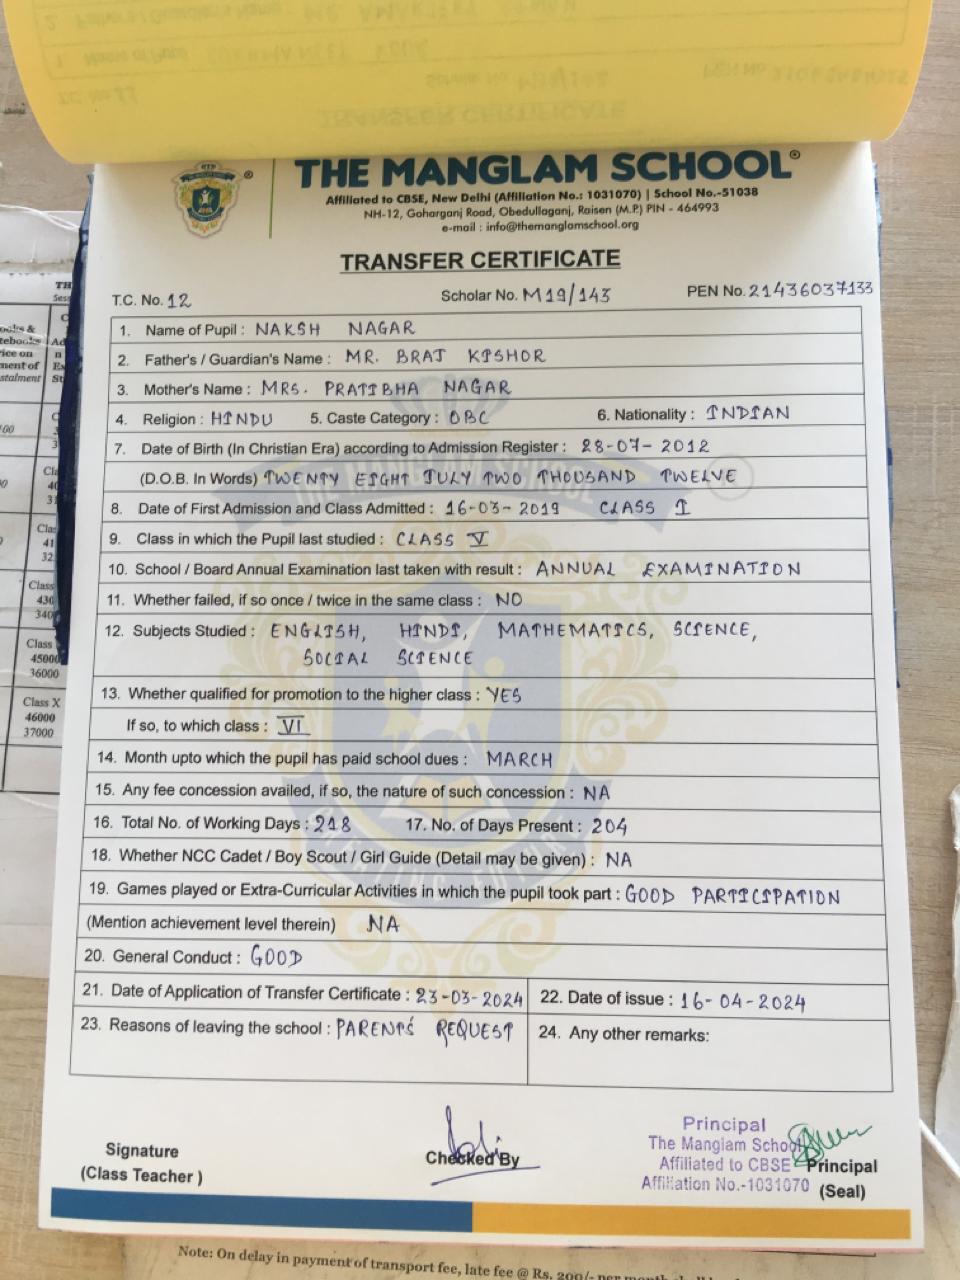 THE MANGLAM SCHOOL®
Affiliated to CBSE, New Delhi (Affiliation No.: 1031070) | School No.-51038
NH-12, Goharganj Road, Obedullaganj, Raisen (M.P.) PIN - 464993
e-mail : info@themanglamschool.org
TRANSFER CERTIFICATE
T.C. No. 12 Scholar No. M19/143 PEN No. 21436037133
1. Name of Pupil : NAKSH NAGAR
2. Father's / Guardian's Name : MR. BRAJ KISHOR
3. Mother's Name : MRS. PRATIBHA NAGAR
4. Religion : HINDU 5. Caste Category : OBC 6. Nationality : INDIAN
7. Date of Birth (In Christian Era) according to Admission Register : 28-07-2012
(D.O.B. In Words) TWENTY EIGHT JULY TWO THOUSAND TWELVE
8. Date of First Admission and Class Admitted : 16-03-2019 CLASS I
9. Class in which the Pupil last studied : CLASS V
10. School / Board Annual Examination last taken with result : ANNUAL EXAMINATION
11. Whether failed, if so once / twice in the same class : NO
12. Subjects Studied : ENGLISH, HINDI, MATHEMATICS, SCIENCE,
SOCIAL SCIENCE
13. Whether qualified for promotion to the higher class : YES
If so, to which class : VI
14. Month upto which the pupil has paid school dues : MARCH
15. Any fee concession availed, if so, the nature of such concession : NA
16. Total No. of Working Days : 218 17. No. of Days Present : 204
18. Whether NCC Cadet / Boy Scout / Girl Guide (Detail may be given) : NA
19. Games played or Extra-Curricular Activities in which the pupil took part : GOOD PARTICIPATION
(Mention achievement level therein) NA
20. General Conduct : GOOD
21. Date of Application of Transfer Certificate : 23-03-2024 22. Date of issue : 16-04-2024
23. Reasons of leaving the school : PARENTS REQUEST 24. Any other remarks:
Signature
(Class Teacher )
Checked By
Principal
The Manglam School
Affiliated to CBSE
Affiliation No.-1031070
Principal
(Seal)
Note: On delay in payment of transport fee, late fee @ Rs. 200/- per month
Class X
46000
37000
45000
36000